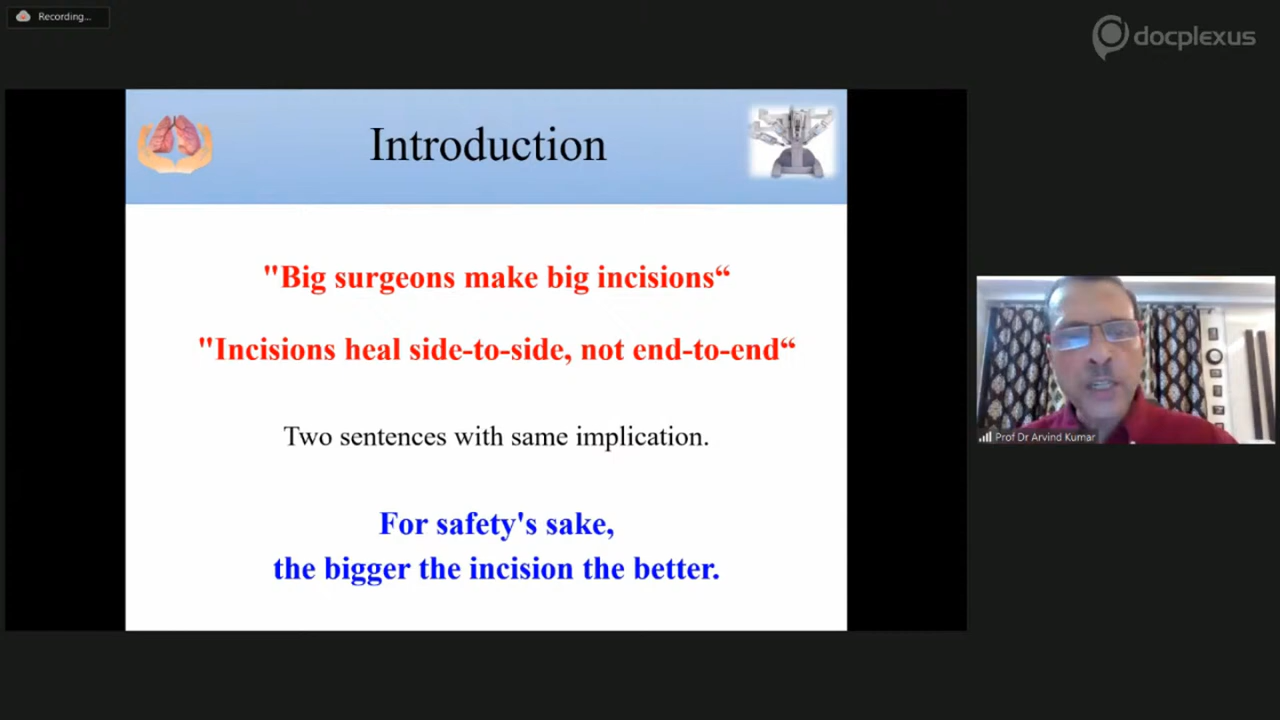 Recording...
docplexus
Introduction
"Big surgeons make big incisions“
"Incisions heal side-to-side, not end-to-end“
Two sentences with same implication.
For safety's sake,
the bigger the incision the better.
Prof Dr Arvind Kumar